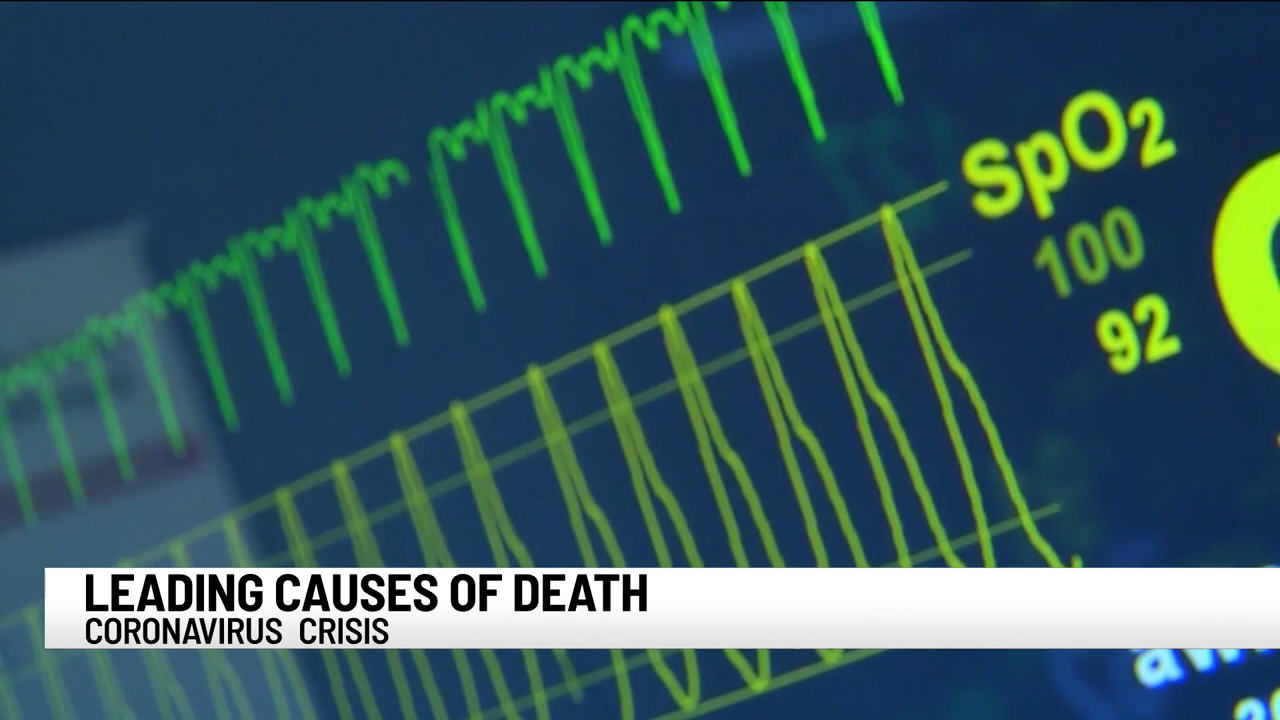 SpO2
100
92
LEADING CAUSES OF DEATH
CORONAVIRUS CRISIS